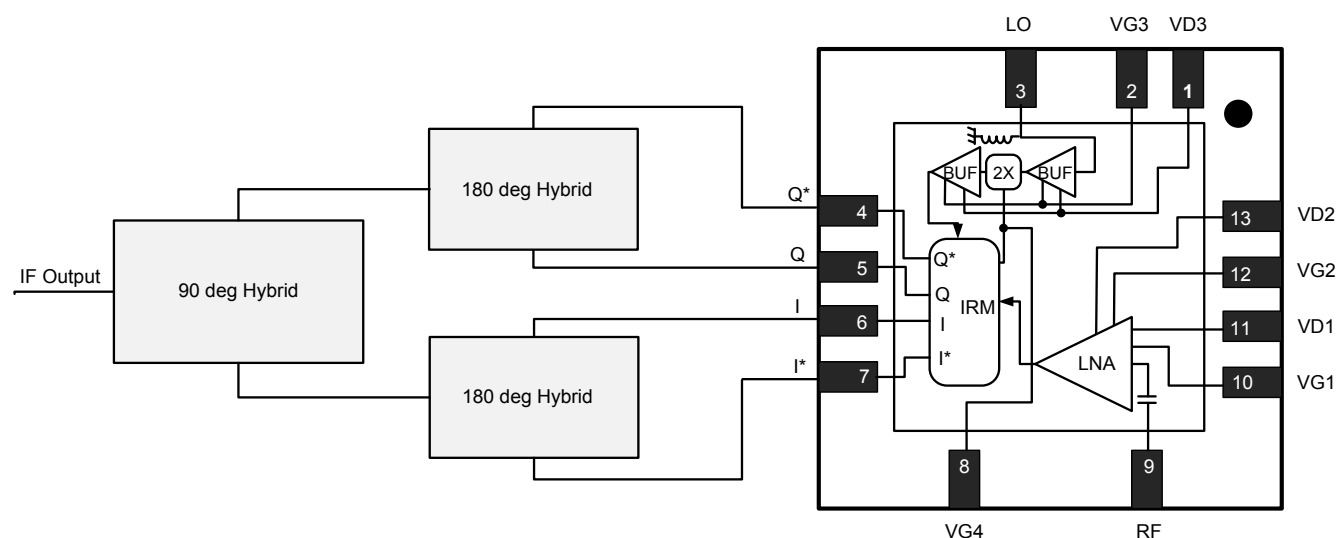 LO VG3 VD3
3 2 1
BUF 2X BUF
180 deg Hybrid
Q* 4
13 VD2
Q 5
Q*
12 VG2
IF Output
90 deg Hybrid
Q
I 6
I
IRM
11 VD1
I* 7
I*
LNA
10 VG1
180 deg Hybrid
8 9
VG4 RF